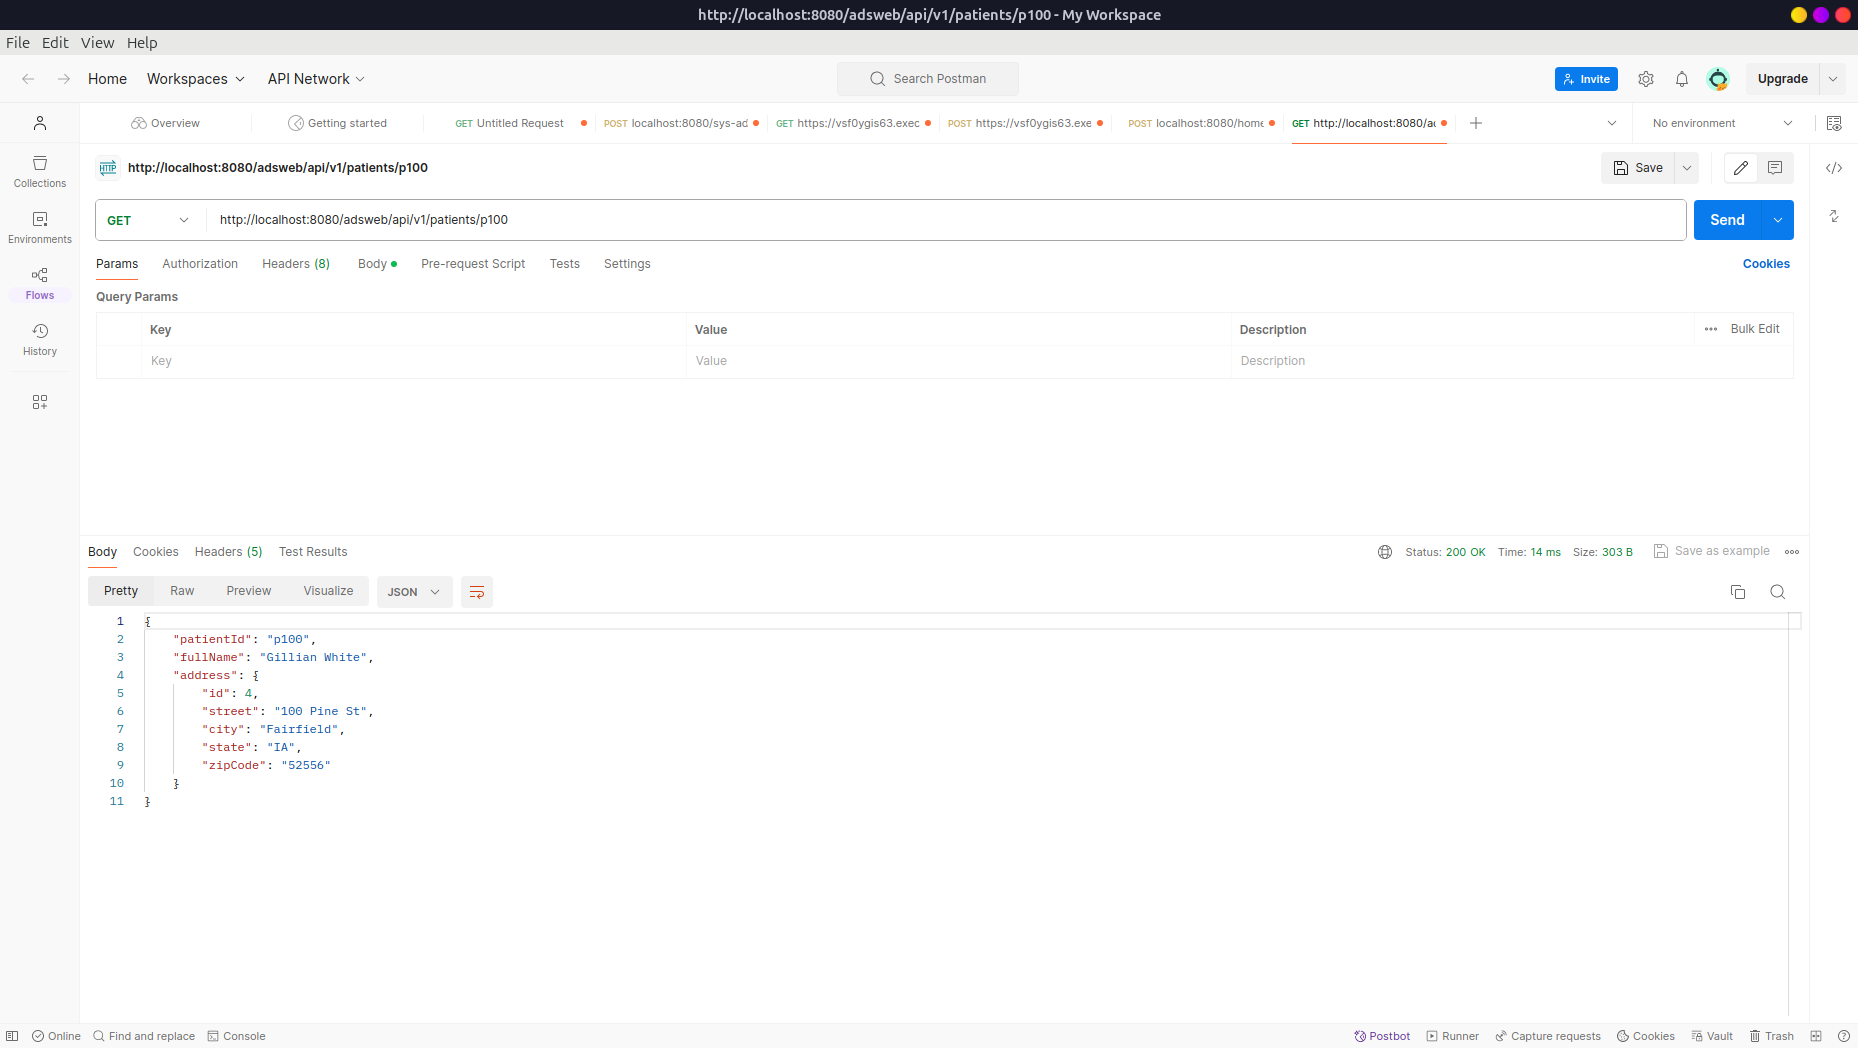 http://localhost:8080/adsweb/api/v1/patients/p100 - My Workspace
File Edit View Help
Home Workspaces API Network Search Postman Invite Upgrade
Overview Getting started GET Untitled Request POST localhost:8080/sys-ad GET https://vsf0ygis63.exec POST https://vsf0ygis63.exe POST localhost:8080/home GET http://localhost:8080/ad No environment
HTTP http://localhost:8080/adsweb/api/v1/patients/p100 Save
Collections
Environments
Flows
History
GET http://localhost:8080/adsweb/api/v1/patients/p100 Send
Params Authorization Headers (8) Body Pre-request Script Tests Settings Cookies
Query Params
Key Value Description Bulk Edit
Key Value Description
Body Cookies Headers (5) Test Results Status: 200 OK Time: 14 ms Size: 303 B Save as example
Pretty Raw Preview Visualize JSON
1 {
2 "patientId": "p100",
3 "fullName": "Gillian White",
4 "address": {
5 "id": 4,
6 "street": "100 Pine St",
7 "city": "Fairfield",
8 "state": "IA",
9 "zipCode": "52556"
10 }
11 }
Online Find and replace Console Postbot Runner Capture requests Cookies Vault Trash